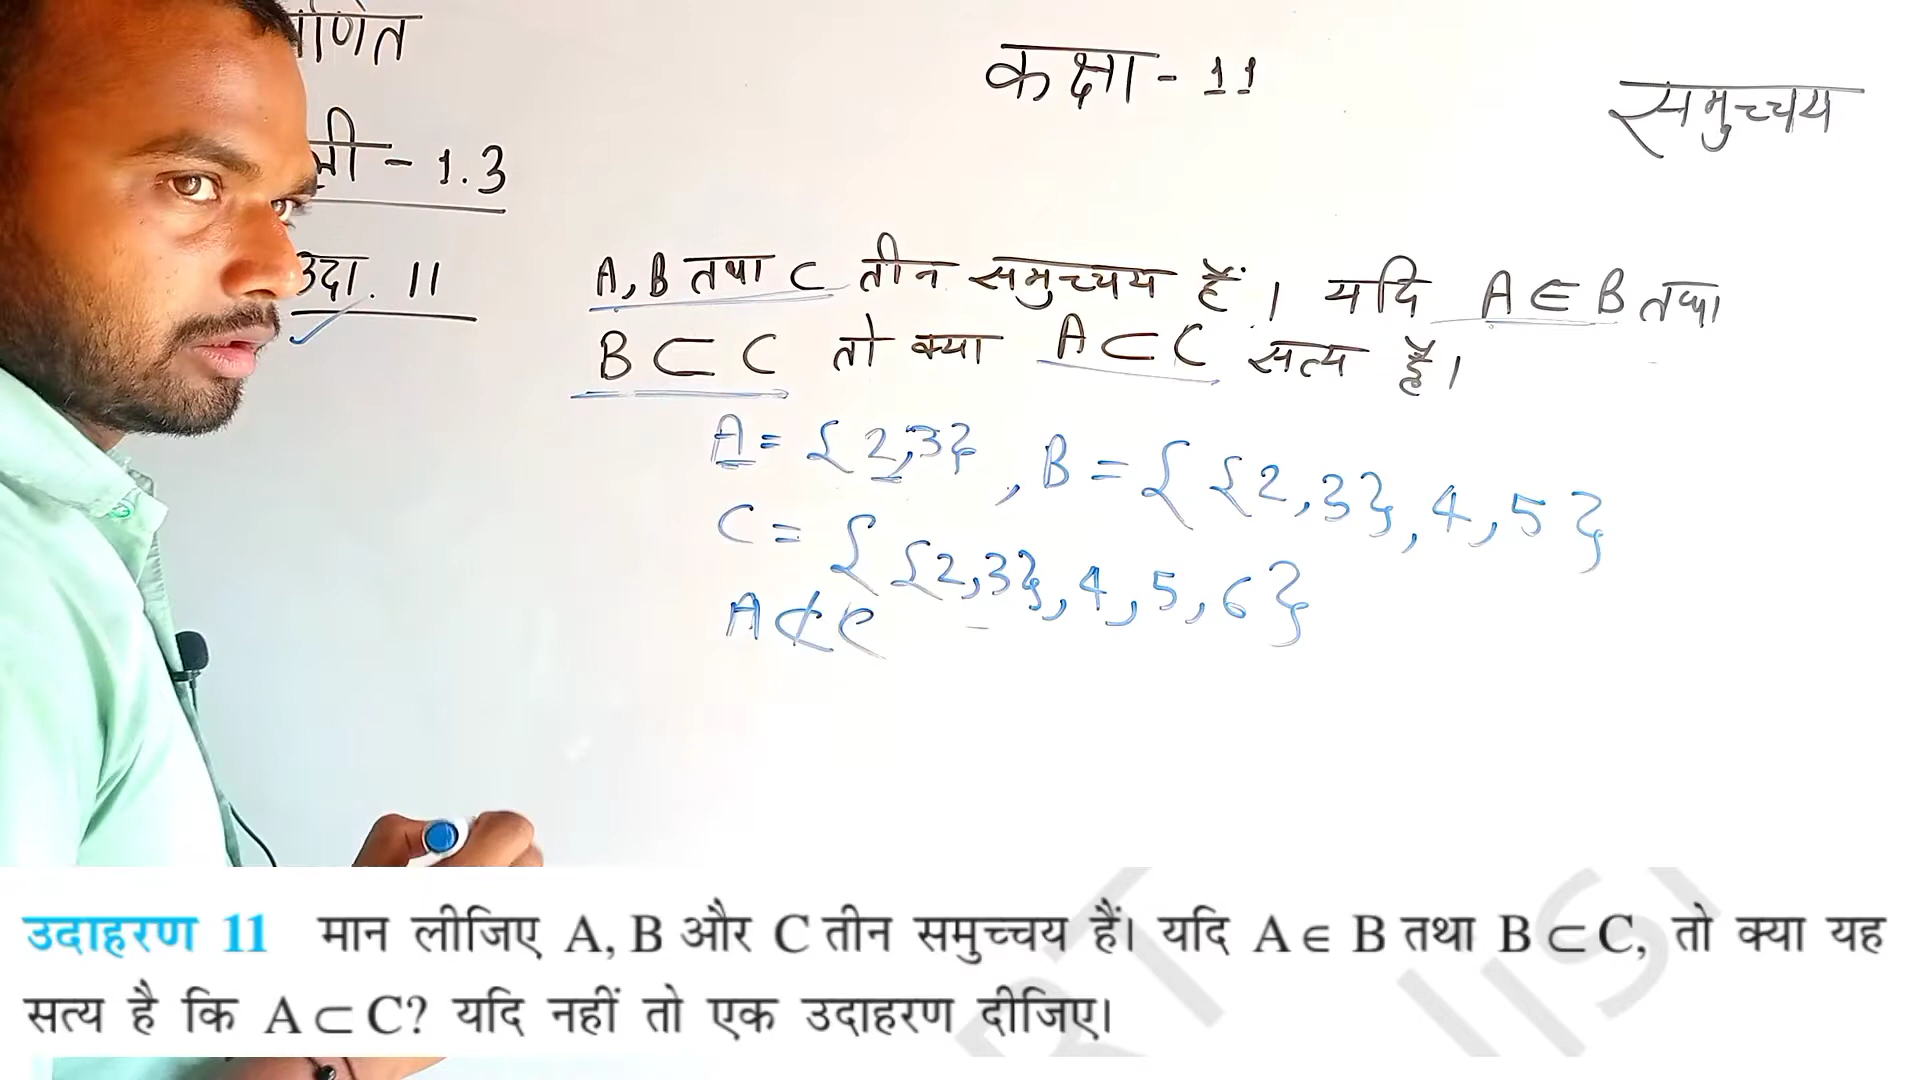 कक्षा - 11
समुच्चय
- 1.3
उदा. 11
A, B तथा C तीन समुच्चय हैं। यदि A ∈ B तथा
B ⊂ C तो क्या A ⊂ C सत्य है।
A = {2,3}, B = { {2,3}, 4, 5 }
C = { {2,3}, 4, 5, 6 }
A ⊄ C
उदाहरण 11 मान लीजिए A, B और C तीन समुच्चय हैं। यदि A ∈ B तथा B ⊂ C, तो क्या यह
सत्य है कि A ⊂ C? यदि नहीं तो एक उदाहरण दीजिए।